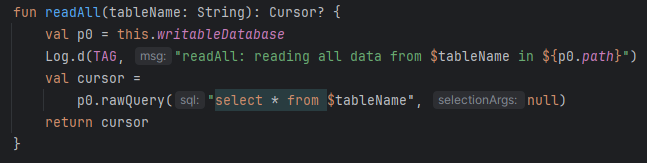 fun readAll(tableName: String): Cursor? {
val p0 = this.writableDatabase
Log.d(TAG, msg: "readAll: reading all data from $tableName in ${p0.path}")
val cursor =
p0.rawQuery( sql: "select * from $tableName", selectionArgs: null)
return cursor
}